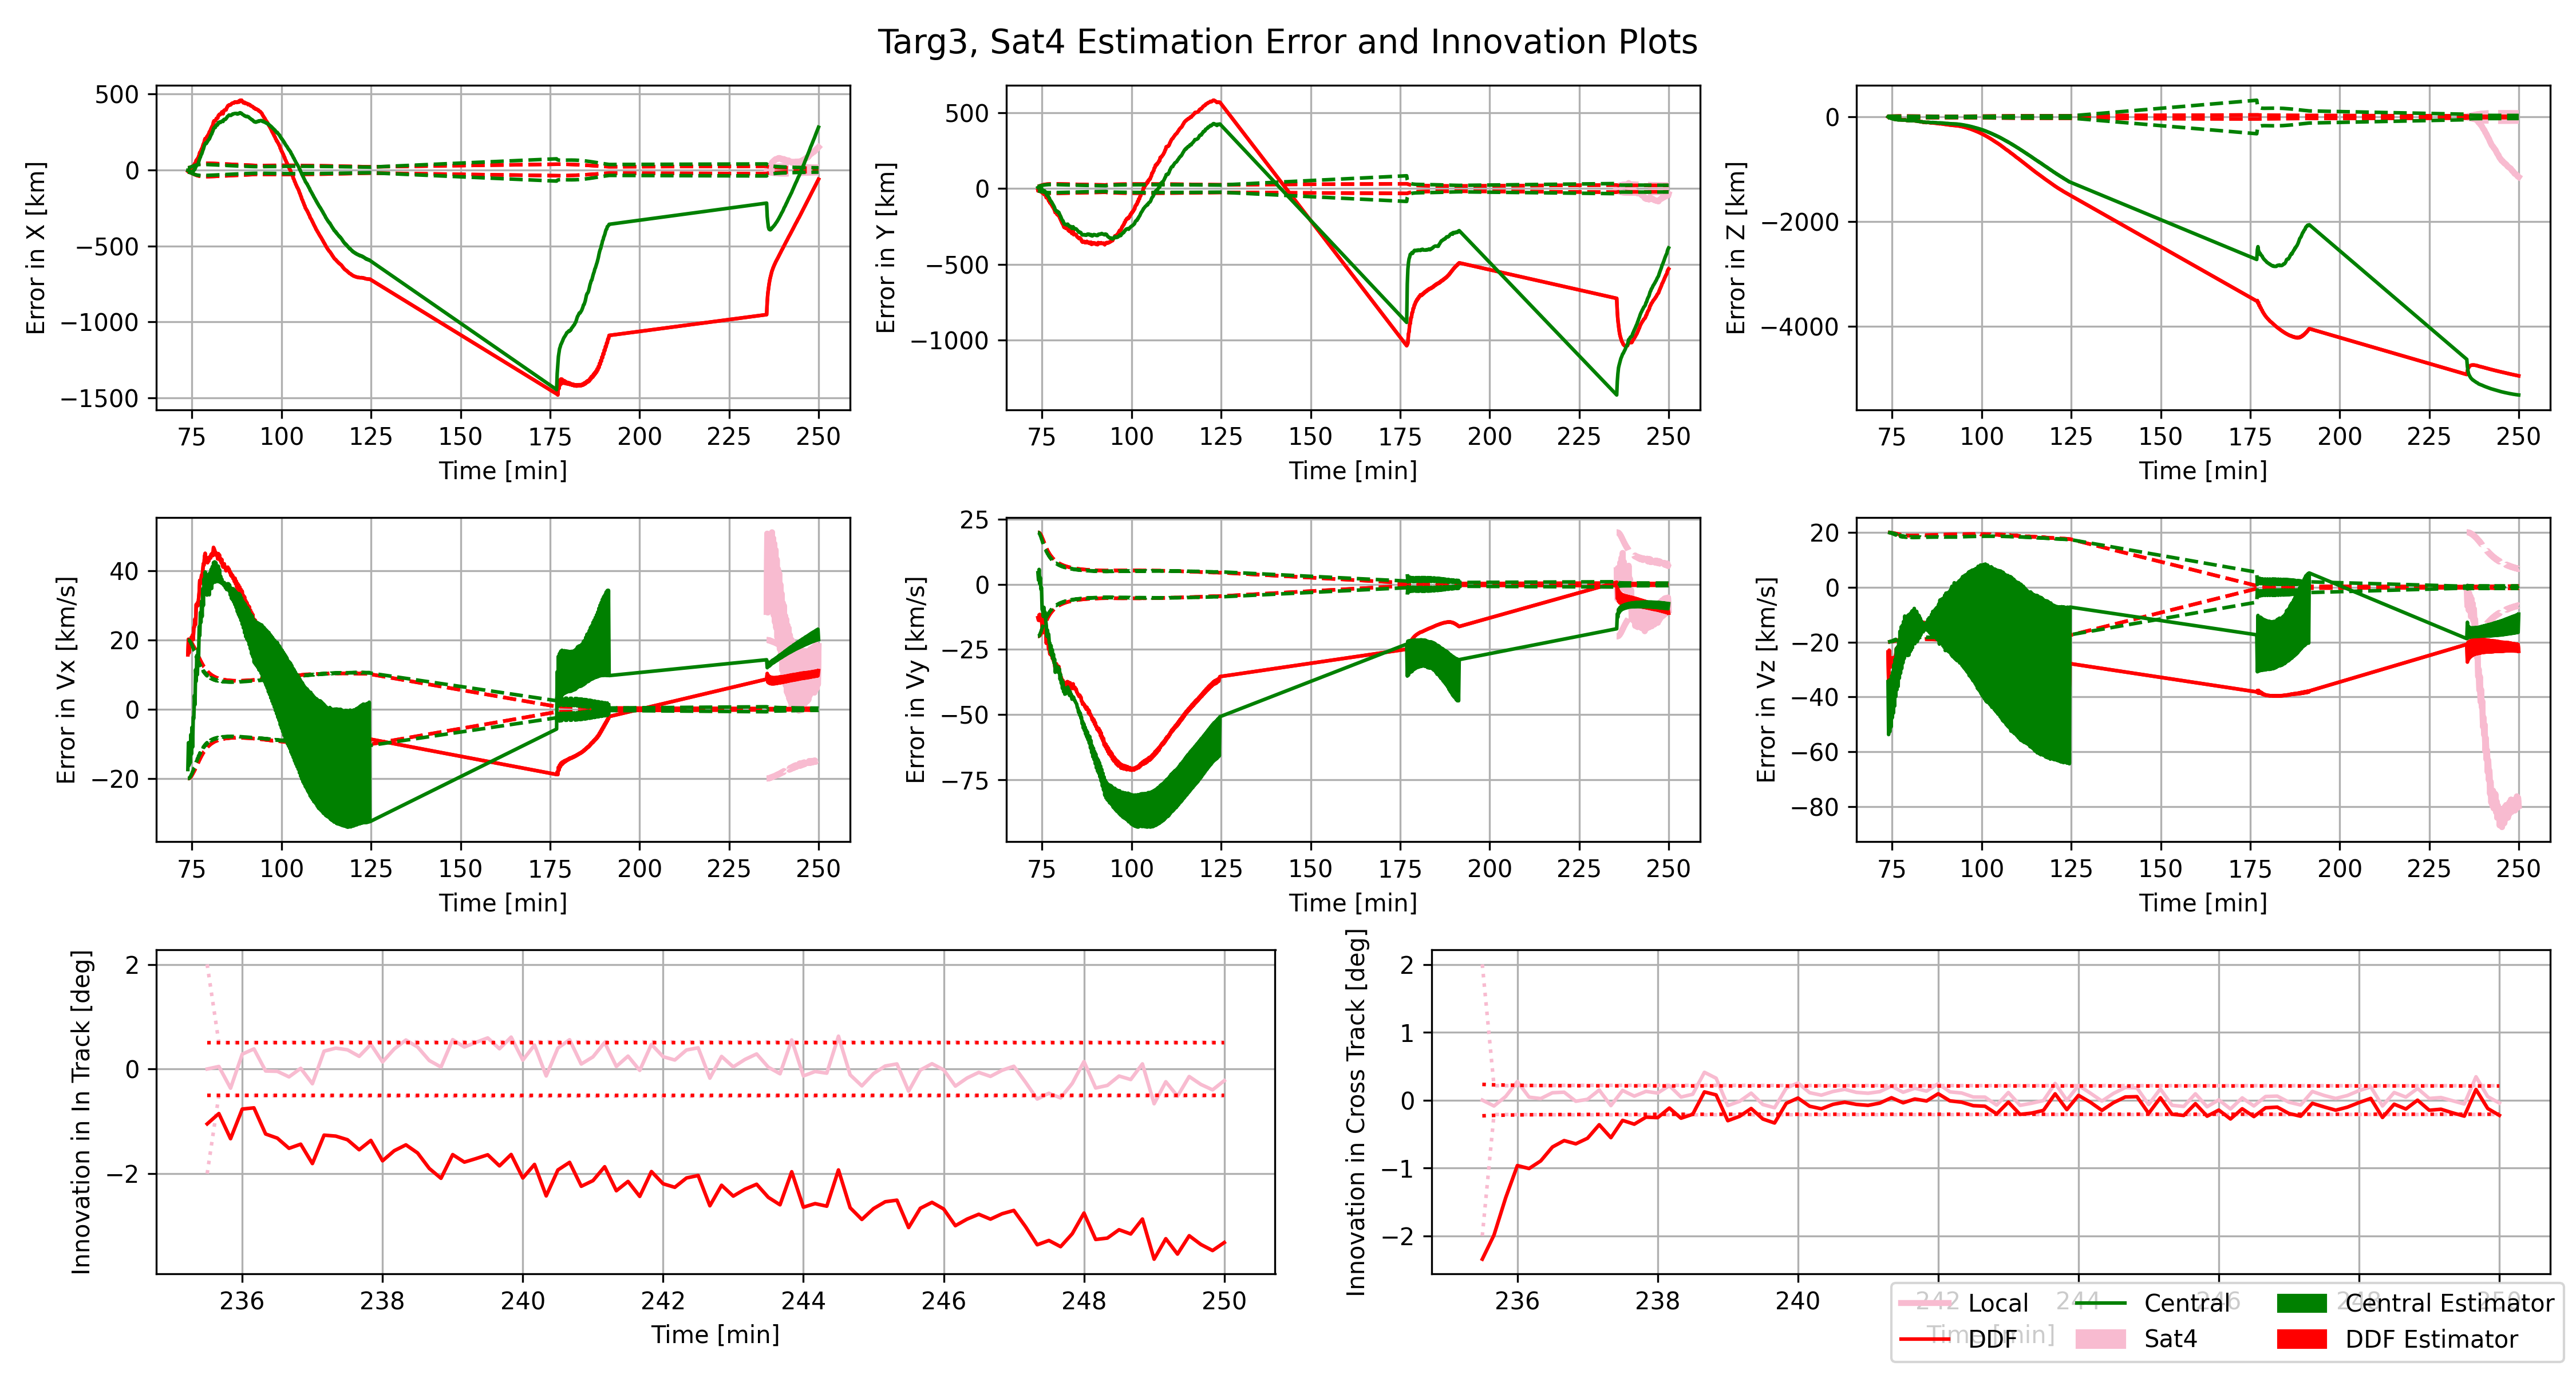 Targ3, Sat4 Estimation Error and Innovation Plots
Error in X [km]
500
0
−500
−1000
−1500
75 100 125 150 175 200 225 250
Time [min]
Error in Y [km]
500
0
−500
−1000
75 100 125 150 175 200 225 250
Time [min]
Error in Z [km]
0
−2000
−4000
75 100 125 150 175 200 225 250
Time [min]
Error in Vx [km/s]
40
20
0
−20
75 100 125 150 175 200 225 250
Time [min]
Error in Vy [km/s]
25
0
−25
−50
−75
75 100 125 150 175 200 225 250
Time [min]
Error in Vz [km/s]
20
0
−20
−40
−60
−80
75 100 125 150 175 200 225 250
Time [min]
Innovation in In Track [deg]
2
0
−2
236 238 240 242 244 246 248 250
Time [min]
Innovation in Cross Track [deg]
2
1
0
−1
−2
236 238 240 242 244 246 248 250
Time [min]
Local Central Central Estimator
DDF Sat4 DDF Estimator